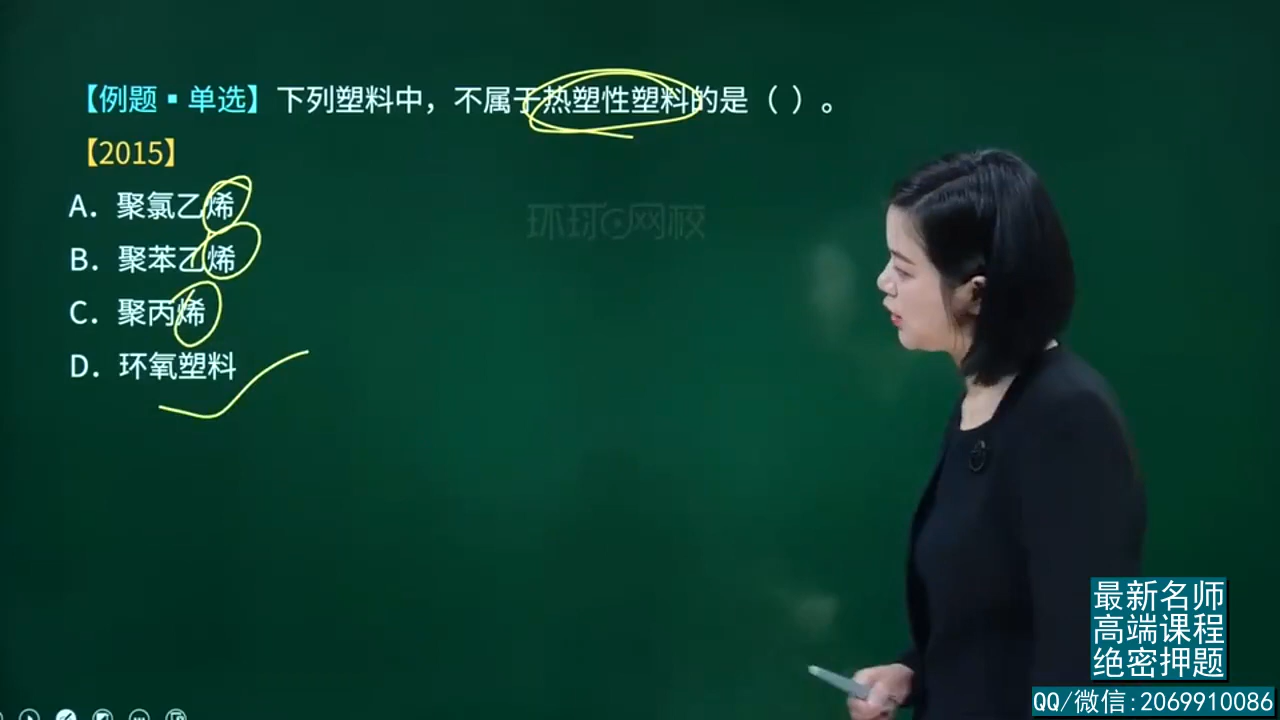 【例题▪单选】下列塑料中，不属于热塑性塑料的是（ ）。
【2015】
A．聚氯乙烯
B．聚苯乙烯
C．聚丙烯
D．环氧塑料
环球网校
最新名师
高端课程
绝密押题
QQ/微信:2069910086